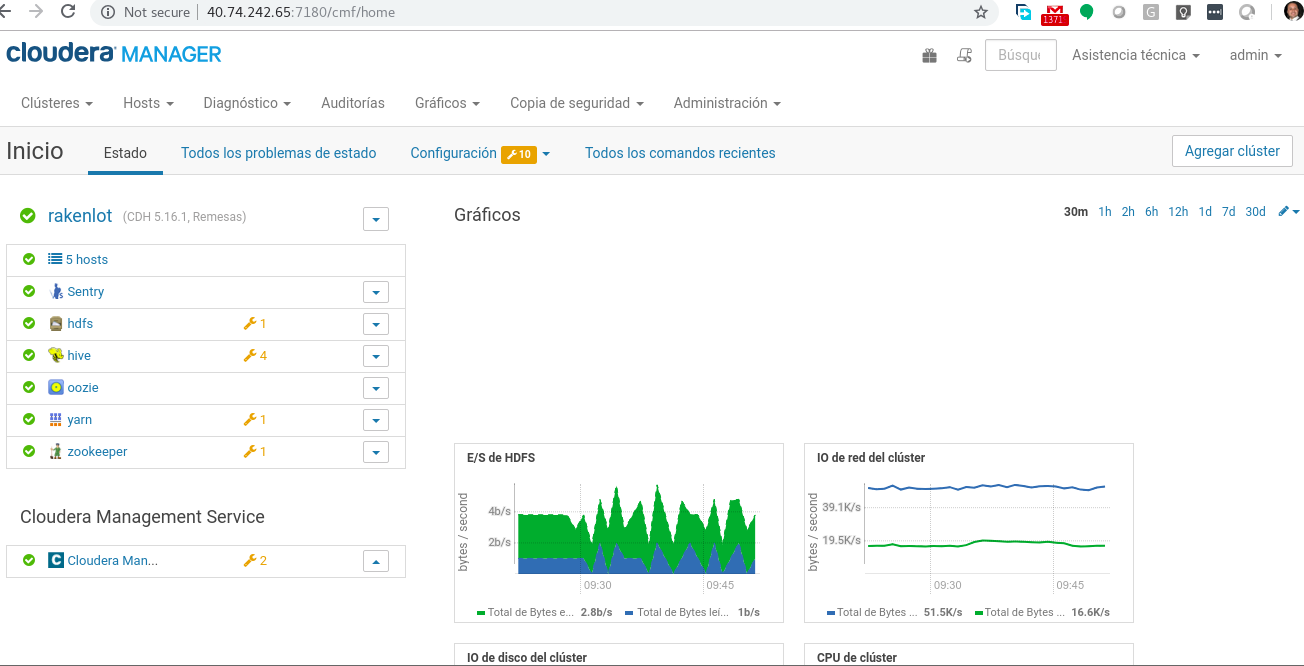 Not secure 40.74.242.65:7180/cmf/home
1371
cloudera MANAGER
Búsqu Asistencia técnica admin
Clústeres Hosts Diagnóstico Auditorías Gráficos Copia de seguridad Administración
Inicio Estado Todos los problemas de estado Configuración 10 Todos los comandos recientes Agregar clúster
rakenlot (CDH 5.16.1, Remesas)
5 hosts
Sentry
hdfs 1
hive 4
oozie
yarn 1
zookeeper 1
Cloudera Management Service
C Cloudera Man... 2
Gráficos
30m 1h 2h 6h 12h 1d 7d 30d
E/S de HDFS
bytes / second
4b/s
2b/s
09:30 09:45
Total de Bytes e... 2.8b/s Total de Bytes leí... 1b/s
IO de red del clúster
bytes / second
39.1K/s
19.5K/s
09:30 09:45
Total de Bytes ... 51.5K/s Total de Bytes ... 16.6K/s
IO de disco del clúster
CPU de clúster